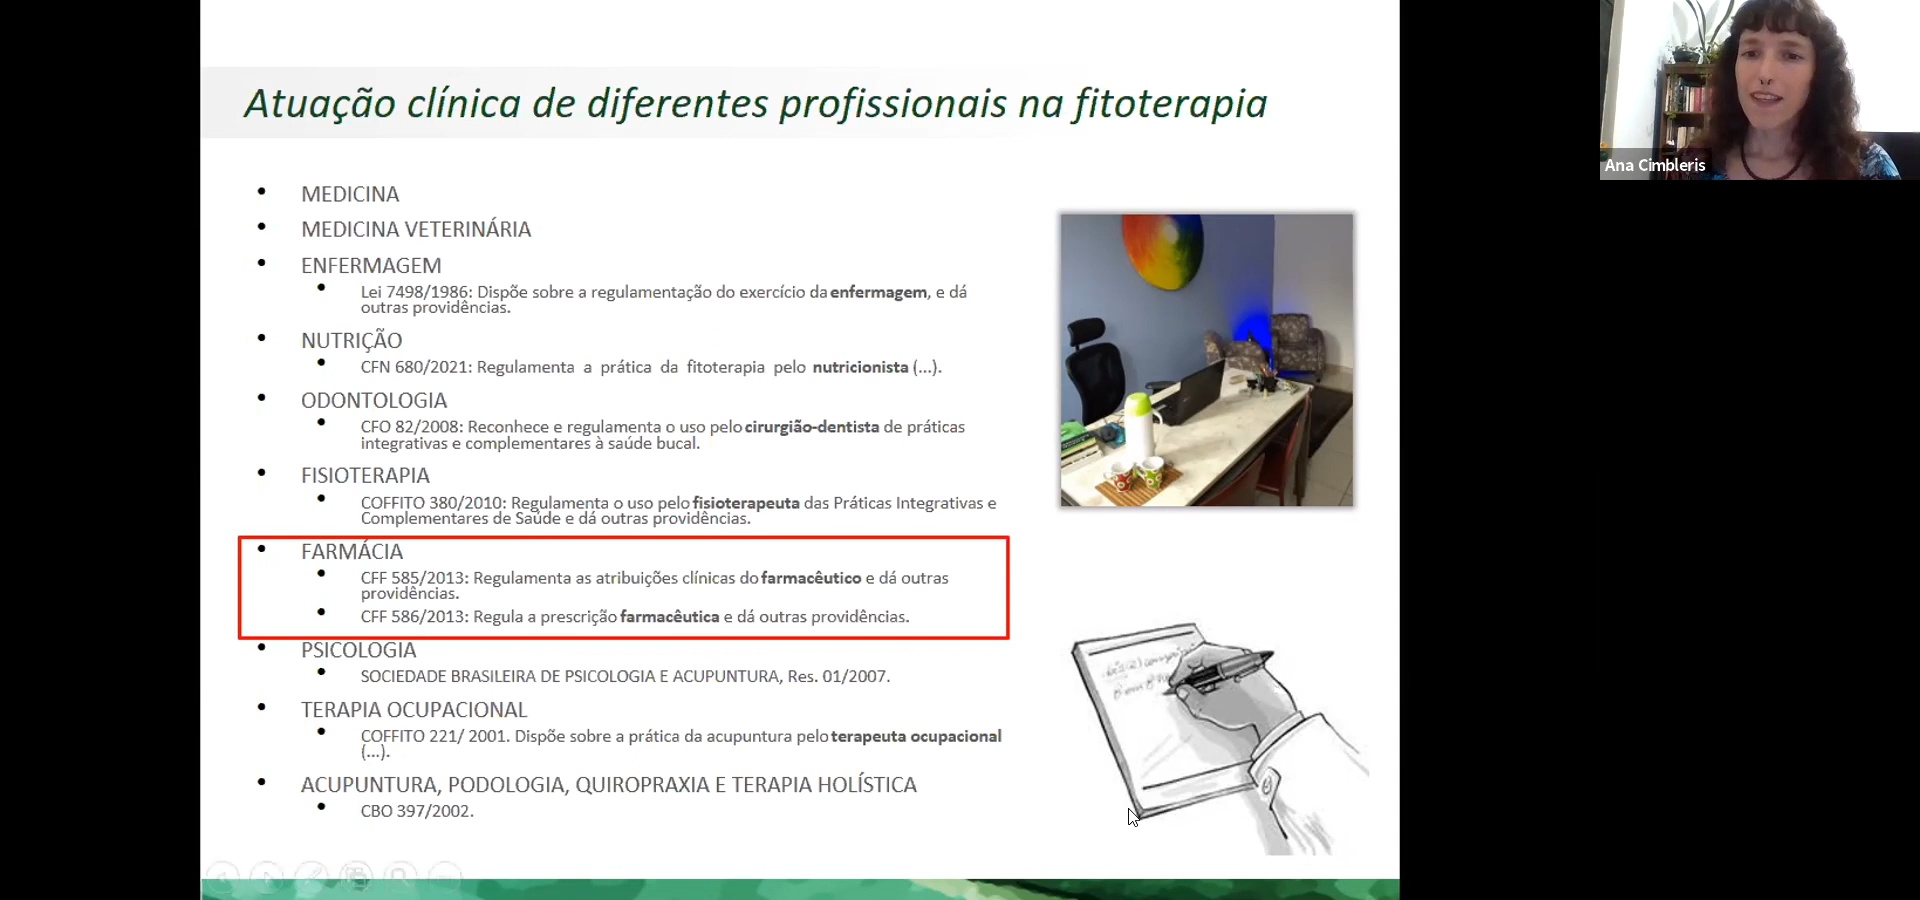 Atuação clínica de diferentes profissionais na fitoterapia
Ana Cimbleris
• MEDICINA
• MEDICINA VETERINÁRIA
• ENFERMAGEM
• Lei 7498/1986: Dispõe sobre a regulamentação do exercício da enfermagem, e dá
outras providências.
• NUTRIÇÃO
• CFN 680/2021: Regulamenta a prática da fitoterapia pelo nutricionista (...).
• ODONTOLOGIA
• CFO 82/2008: Reconhece e regulamenta o uso pelo cirurgião-dentista de práticas
integrativas e complementares à saúde bucal.
• FISIOTERAPIA
• COFFITO 380/2010: Regulamenta o uso pelo fisioterapeuta das Práticas Integrativas e
Complementares de Saúde e dá outras providências.
• FARMÁCIA
• CFF 585/2013: Regulamenta as atribuições clínicas do farmacêutico e dá outras
providências.
• CFF 586/2013: Regula a prescrição farmacêutica e dá outras providências.
• PSICOLOGIA
• SOCIEDADE BRASILEIRA DE PSICOLOGIA E ACUPUNTURA, Res. 01/2007.
• TERAPIA OCUPACIONAL
• COFFITO 221/ 2001. Dispõe sobre a prática da acupuntura pelo terapeuta ocupacional
(...).
• ACUPUNTURA, PODOLOGIA, QUIROPRAXIA E TERAPIA HOLÍSTICA
• CBO 397/2002.